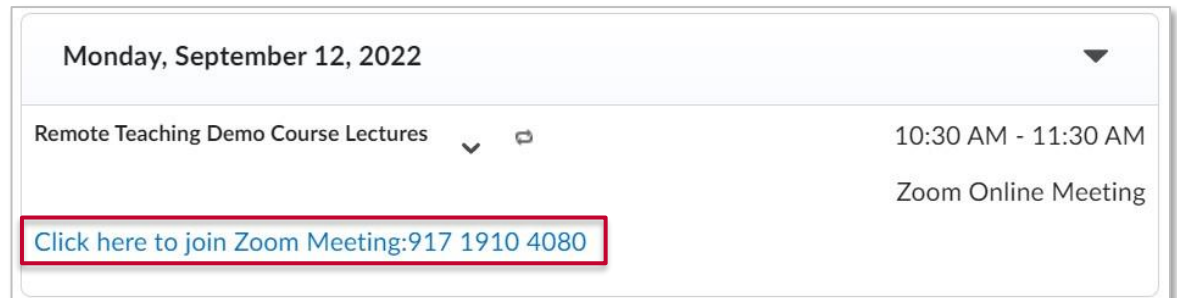 Monday, September 12, 2022
Remote Teaching Demo Course Lectures
10:30 AM - 11:30 AM
Zoom Online Meeting
Click here to join Zoom Meeting:917 1910 4080